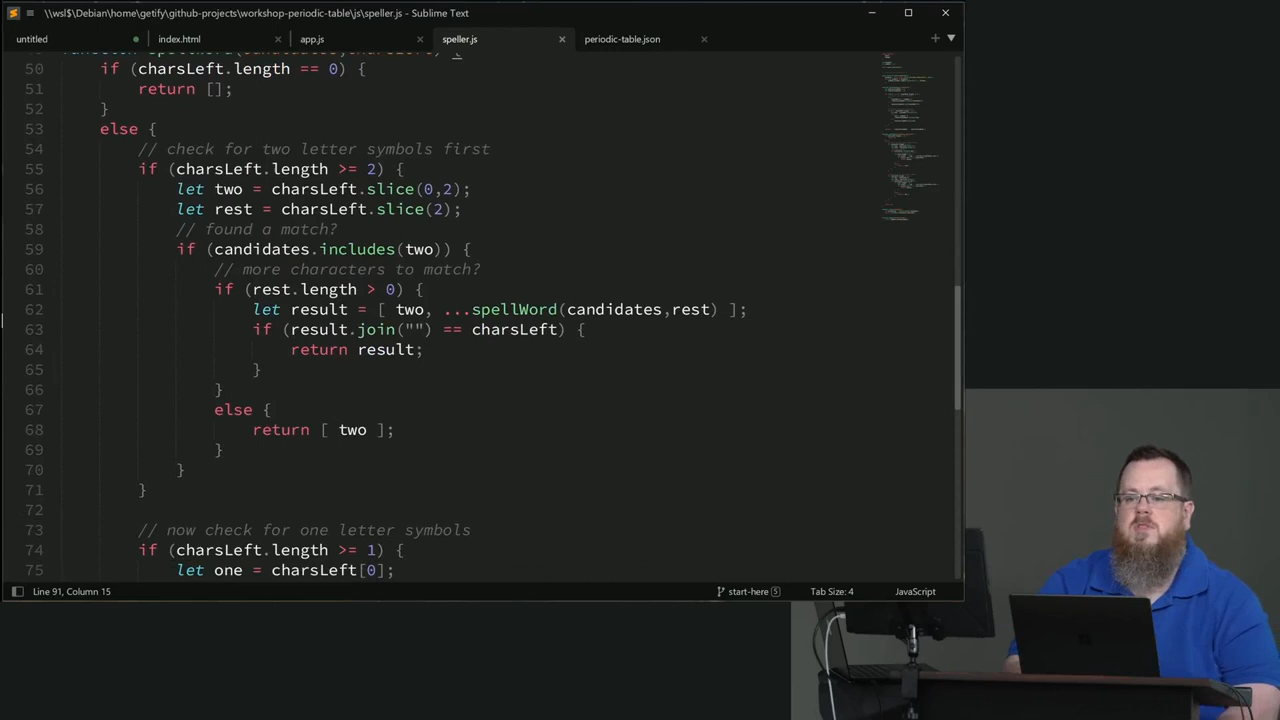 \\wsl$\Debian\home\getify\github-projects\workshop-periodic-table\js\speller.js - Sublime Text
untitled
index.html
app.js
speller.js
periodic-table.json
function spellWord(candidates,charsLeft) {
50 if (charsLeft.length == 0) {
51 return [];
52 }
53 else {
54 // check for two letter symbols first
55 if (charsLeft.length >= 2) {
56 let two = charsLeft.slice(0,2);
57 let rest = charsLeft.slice(2);
58 // found a match?
59 if (candidates.includes(two)) {
60 // more characters to match?
61 if (rest.length > 0) {
62 let result = [ two, ...spellWord(candidates,rest) ];
63 if (result.join("") == charsLeft) {
64 return result;
65 }
66 }
67 else {
68 return [ two ];
69 }
70 }
71 }
72
73 // now check for one letter symbols
74 if (charsLeft.length >= 1) {
75 let one = charsLeft[0];
Line 91, Column 15
start-here 5
Tab Size: 4
JavaScript